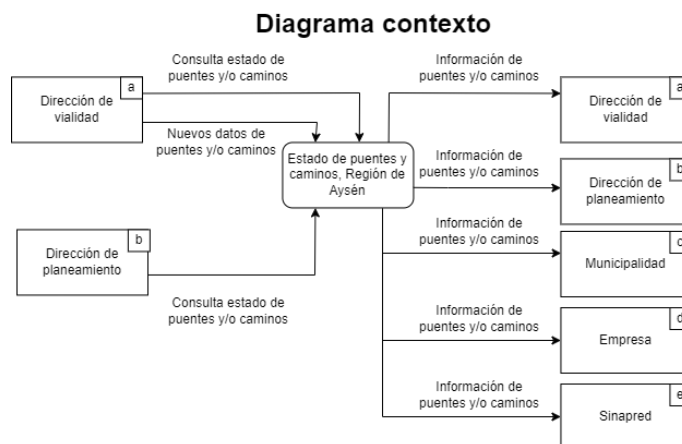 Diagrama contexto
Consulta estado de
puentes y/o caminos
a
Dirección de
vialidad
Nuevos datos de
puentes y/o caminos
b
Dirección de
planeamiento
Consulta estado de
puentes y/o caminos
Estado de puentes y
caminos, Región de
Aysén
Información de
puentes y/o caminos
a
Dirección de
vialidad
Información de
puentes y/o caminos
b
Dirección de
planeamiento
Información de
puentes y/o caminos
c
Municipalidad
Información de
puentes y/o caminos
d
Empresa
Información de
puentes y/o caminos
e
Sinapred